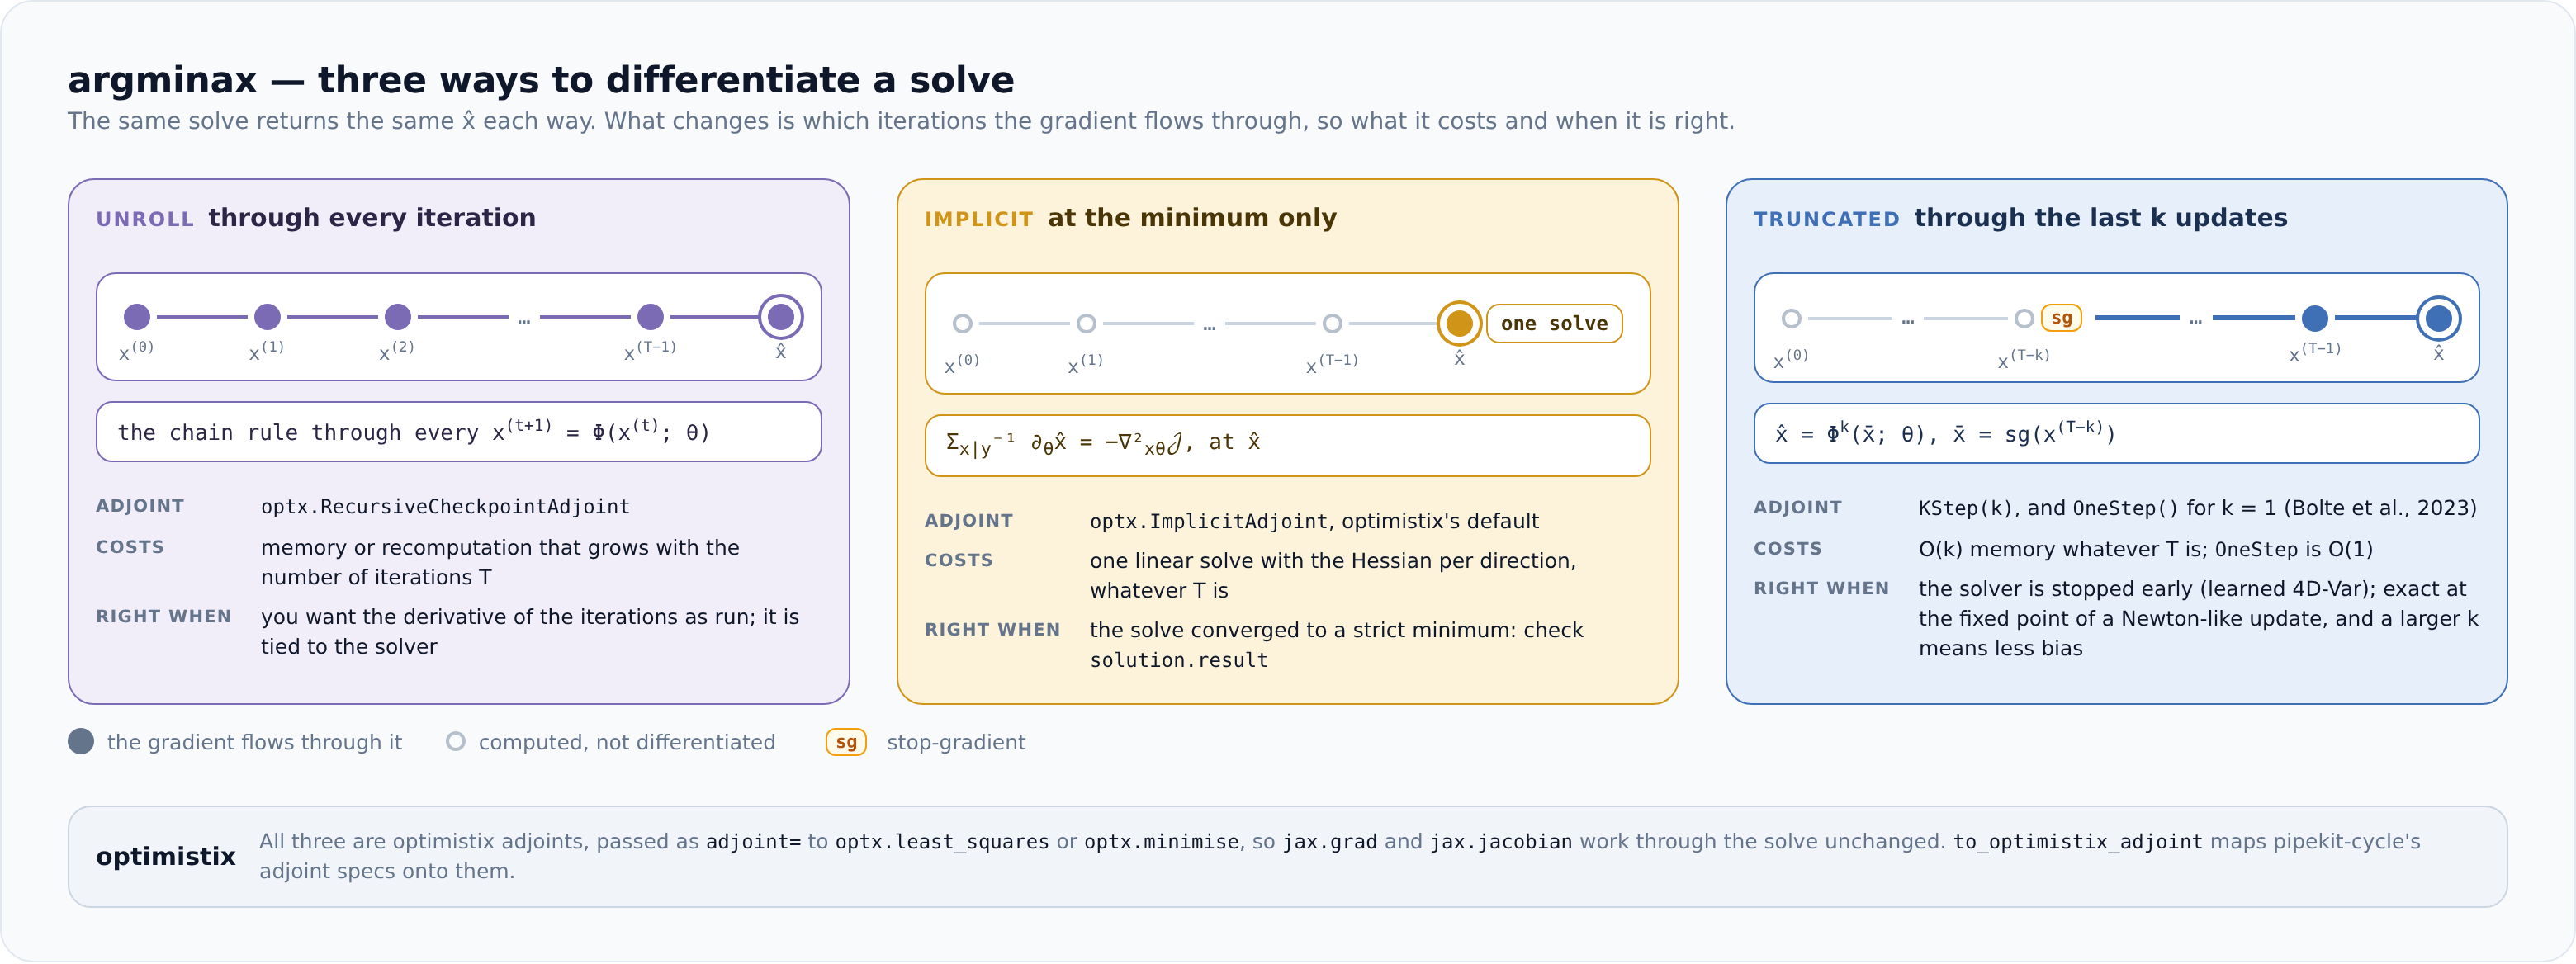 argminax — three ways to differentiate a solve
The same solve returns the same x̂ each way. What changes is which iterations the gradient flows through, so what it costs and when it is right.
UNROLL through every iteration
… 
x⁽⁰⁾ x⁽¹⁾ x⁽²⁾ x⁽ᵀ⁻¹⁾ x̂
the chain rule through every x⁽ᵗ⁺¹⁾ = Φ(x⁽ᵗ⁾; θ)
ADJOINT optx.RecursiveCheckpointAdjoint
COSTS memory or recomputation that grows with the
number of iterations T
RIGHT WHEN you want the derivative of the iterations as run; it is
tied to the solver
IMPLICIT at the minimum only
… one solve
x⁽⁰⁾ x⁽¹⁾ x⁽ᵀ⁻¹⁾ x̂
Σ_{x|y}⁻¹ ∂_θx̂ = −∇²_{xθ}𝒥, at x̂
ADJOINT optx.ImplicitAdjoint, optimistix's default
COSTS one linear solve with the Hessian per direction,
whatever T is
RIGHT WHEN the solve converged to a strict minimum: check
solution.result
TRUNCATED through the last k updates
… sg …
x⁽⁰⁾ x⁽ᵀ⁻ᵏ⁾ x⁽ᵀ⁻¹⁾ x̂
x̂ = Φᵏ(x̄; θ), x̄ = sg(x⁽ᵀ⁻ᵏ⁾)
ADJOINT KStep(k), and OneStep() for k = 1 (Bolte et al., 2023)
COSTS O(k) memory whatever T is; OneStep is O(1)
RIGHT WHEN the solver is stopped early (learned 4D-Var); exact at
the fixed point of a Newton-like update, and a larger k
means less bias
the gradient flows through it computed, not differentiated sg stop-gradient
optimistix All three are optimistix adjoints, passed as adjoint= to optx.least_squares or optx.minimise, so jax.grad and jax.jacobian work through the solve unchanged. to_optimistix_adjoint maps pipekit-cycle's
adjoint specs onto them.